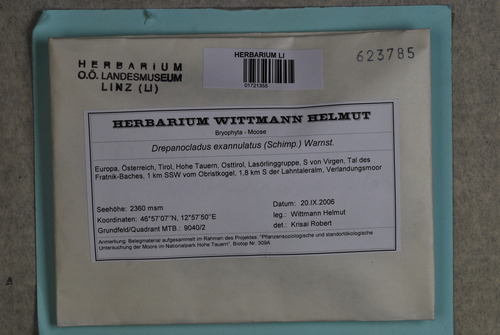 HERBARIUM
O.Ö. LANDESMUSEUM
LINZ (LI)
HERBARIUM LI
01721355
623785
HERBARIUM WITTMANN HELMUT
Bryophyta - Moose
Drepanocladus exannulatus (Schimp.) Warnst.
Europa, Österreich, Tirol, Hohe Tauern, Osttirol, Lasörlinggruppe, S von Virgen, Tal des
Fratnik-Baches, 1 km SSW vom Obristkogel, 1,8 km S der Lahntaleralm, Verlandungsmoor
Seehöhe: 2360 msm
Datum: 20.IX.2006
Koordinaten: 46°57'07"N, 12°57'50"E
leg.: Wittmann Helmut
Grundfeld/Quadrant MTB.: 9040/2
det.: Krisai Robert
Anmerkung: Belegmaterial aufgesammelt im Rahmen des Projektes: "Pflanzensoziologische und standortökologische
Untersuchung der Moore im Nationalpark Hohe Tauern", Biotop Nr. 309A